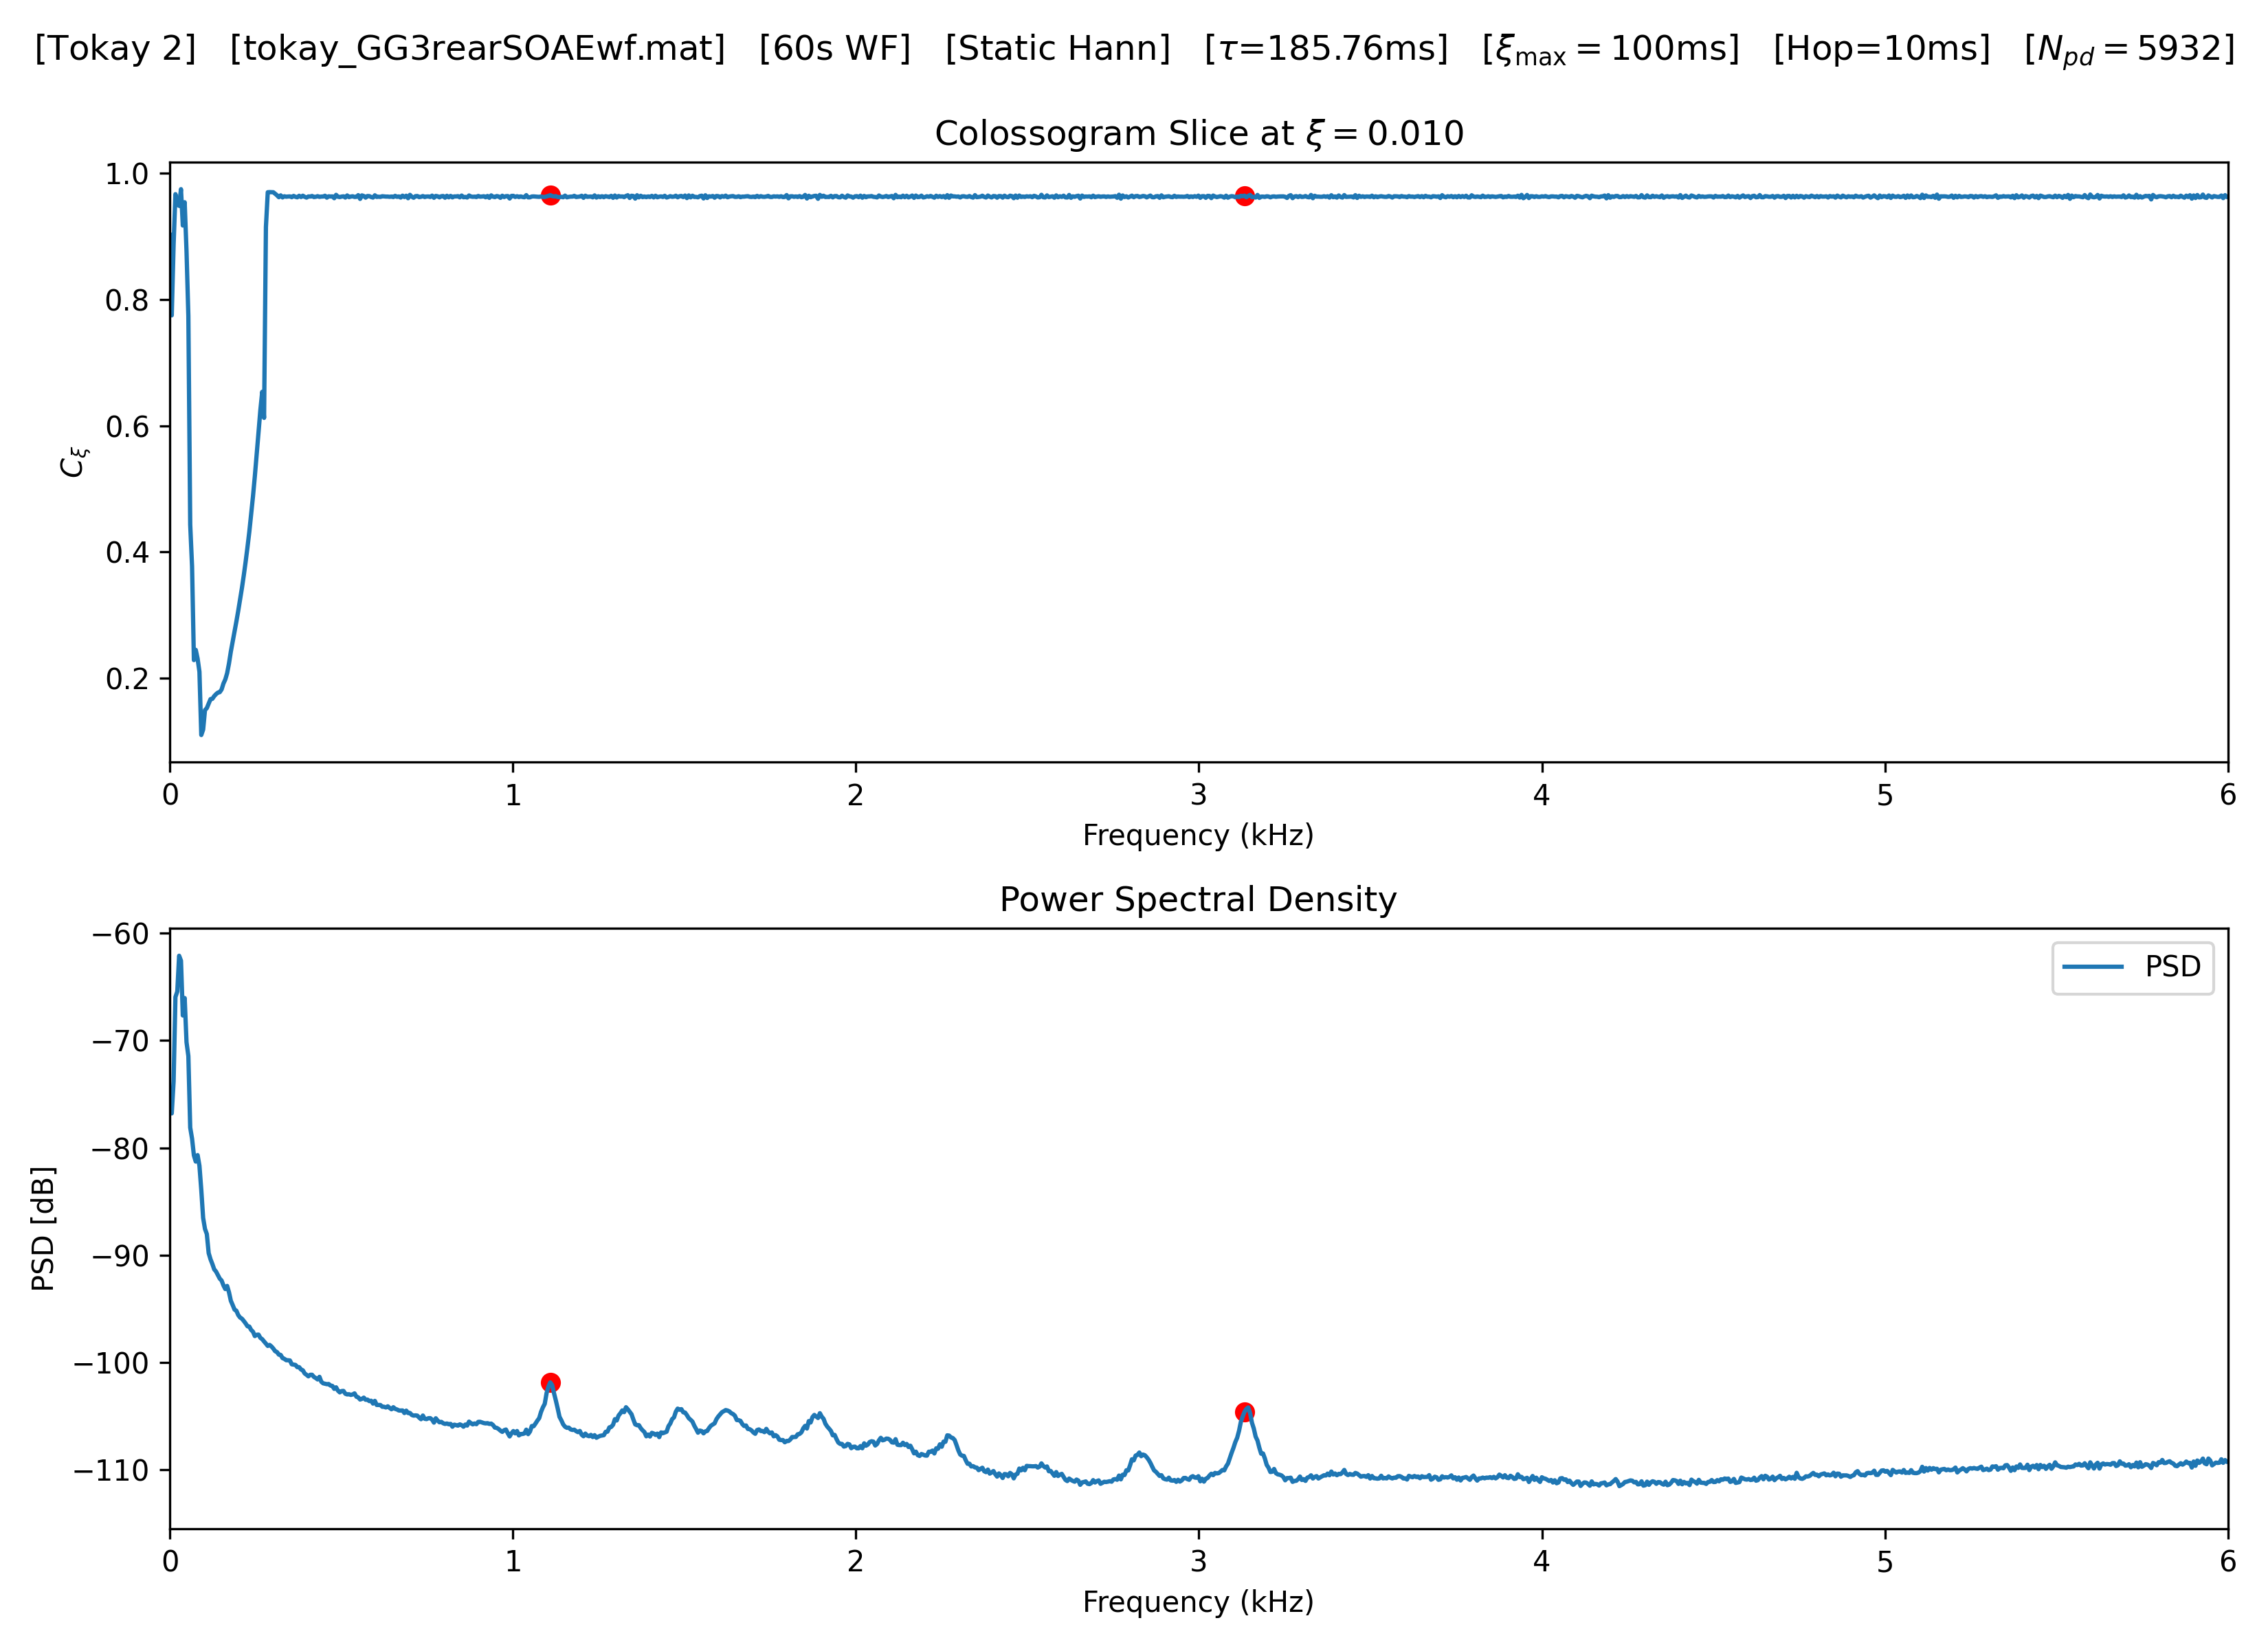 [Tokay 2] [tokay_GG3rearSOAEwf.mat] [60s WF] [Static Hann] [τ=185.76ms] [ξmax = 100ms] [Hop=10ms] [Npd = 5932]
Colossogram Slice at ξ = 0.010
1.0
0.8
0.6
0.4
0.2
Cξ
0 1 2 3 4 5 6
Frequency (kHz)
Power Spectral Density
−60
−70
−80
−90
−100
−110
PSD [dB]
PSD
0 1 2 3 4 5 6
Frequency (kHz)